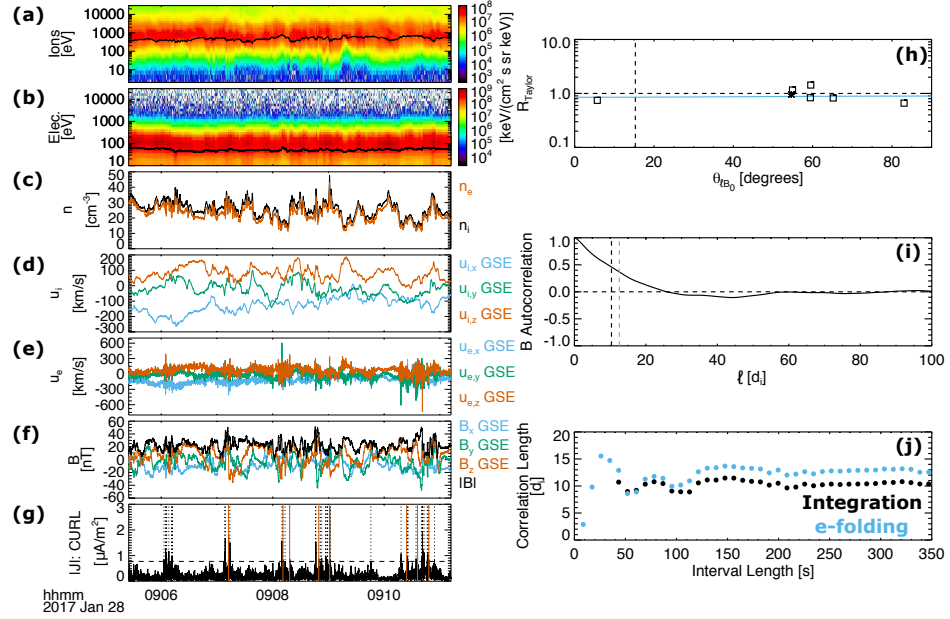 (a)
Ions
[eV]
10000
1000
100
10
10⁸
10⁷
10⁶
10⁵
10⁴
10³
(b)
Elec.
[eV]
10000
1000
100
10
10⁹
10⁸
10⁷
10⁶
10⁵
10⁴
[keV/(cm² s sr keV)]
(c)
n
[cm⁻³]
50
40
30
20
10
0
nₑ
nᵢ
(d)
uᵢ
[km/s]
200
100
0
-100
-200
-300
u_i,x GSE
u_i,y GSE
u_i,z GSE
(e)
uₑ
[km/s]
600
300
0
-300
-600
u_e,x GSE
u_e,y GSE
u_e,z GSE
(f)
B
[nT]
60
40
20
0
-20
-40
-60
Bₓ GSE
B_y GSE
B_z GSE
|B|
(g)
|J|: CURL
[µA/m²]
3
2
1
0
hhmm
2017 Jan 28
0906
0908
0910
(h)
R_Taylor
10.0
1.0
0.1
0
20
40
60
80
θ_ℓB₀ [degrees]
(i)
B Autocorrelation
1.0
0.5
0.0
-0.5
-1.0
0
20
40
60
80
100
ℓ [dᵢ]
(j)
Correlation Length
[dᵢ]
20
15
10
5
0
Integration
e-folding
0
50
100
150
200
250
300
350
Interval Length [s]